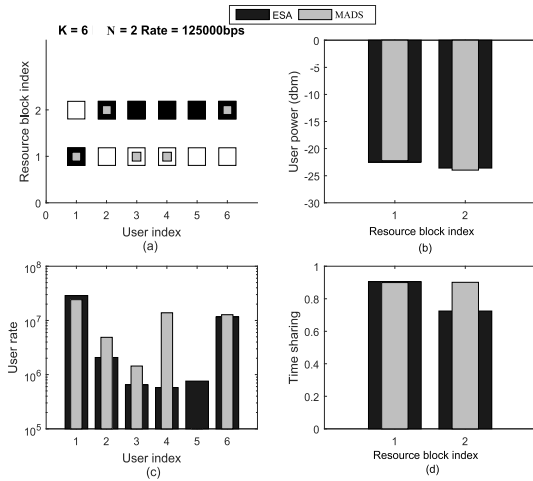 ESA MADS
K = 6 N = 2 Rate = 125000bps
Resource block index
2
1
0
0 1 2 3 4 5 6
User index
(a)
User power (dbm)
0
-5
-10
-15
-20
-25
-30
1 2
Resource block index
(b)
User rate
10^8
10^7
10^6
10^5
1 2 3 4 5 6
User index
(c)
Time sharing
1
0.8
0.6
0.4
0.2
0
1 2
Resource block index
(d)